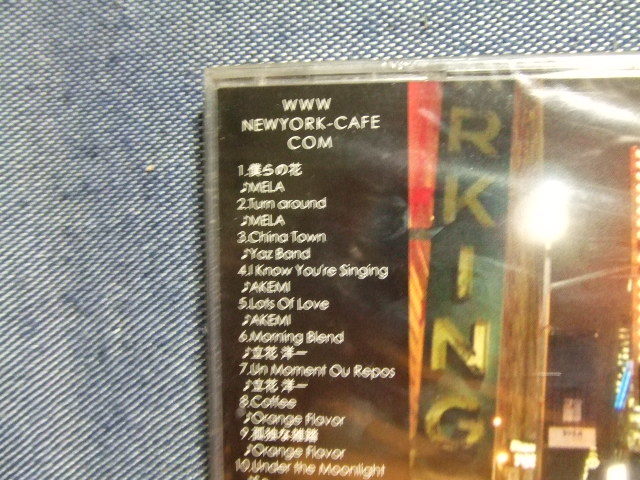 WWW
NEWYORK-CAFE
COM
1.僕らの花
♪MELA
2.Turn around
♪MELA
3.China Town
♪Yaz Band
4.I Know You're Singing
♪AKEMI
5.Lots Of Love
♪AKEMI
6.Morning Blend
♪立花 洋一
7.Un Moment Ou Repos
♪立花 洋一
8.Coffee
♪Orange Flavor
9.孤独な雑踏
♪Orange Flavor
10.Under the Moonlight
RKING